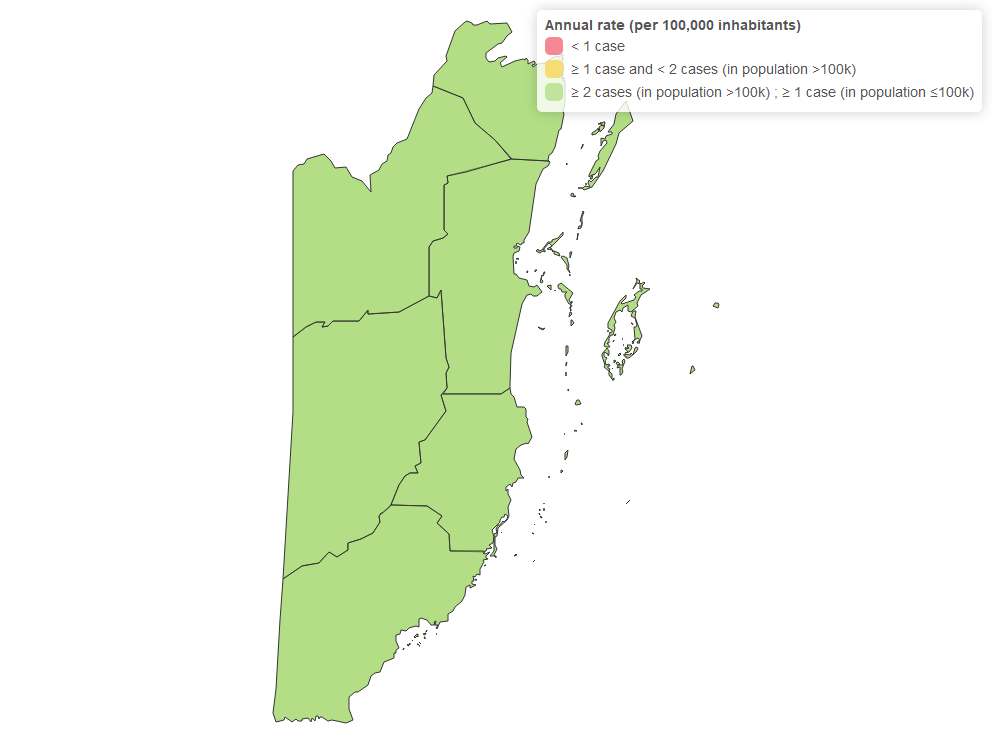 Annual rate (per 100,000 inhabitants)
< 1 case
≥ 1 case and < 2 cases (in population >100k)
≥ 2 cases (in population >100k) ; ≥ 1 case (in population ≤100k)